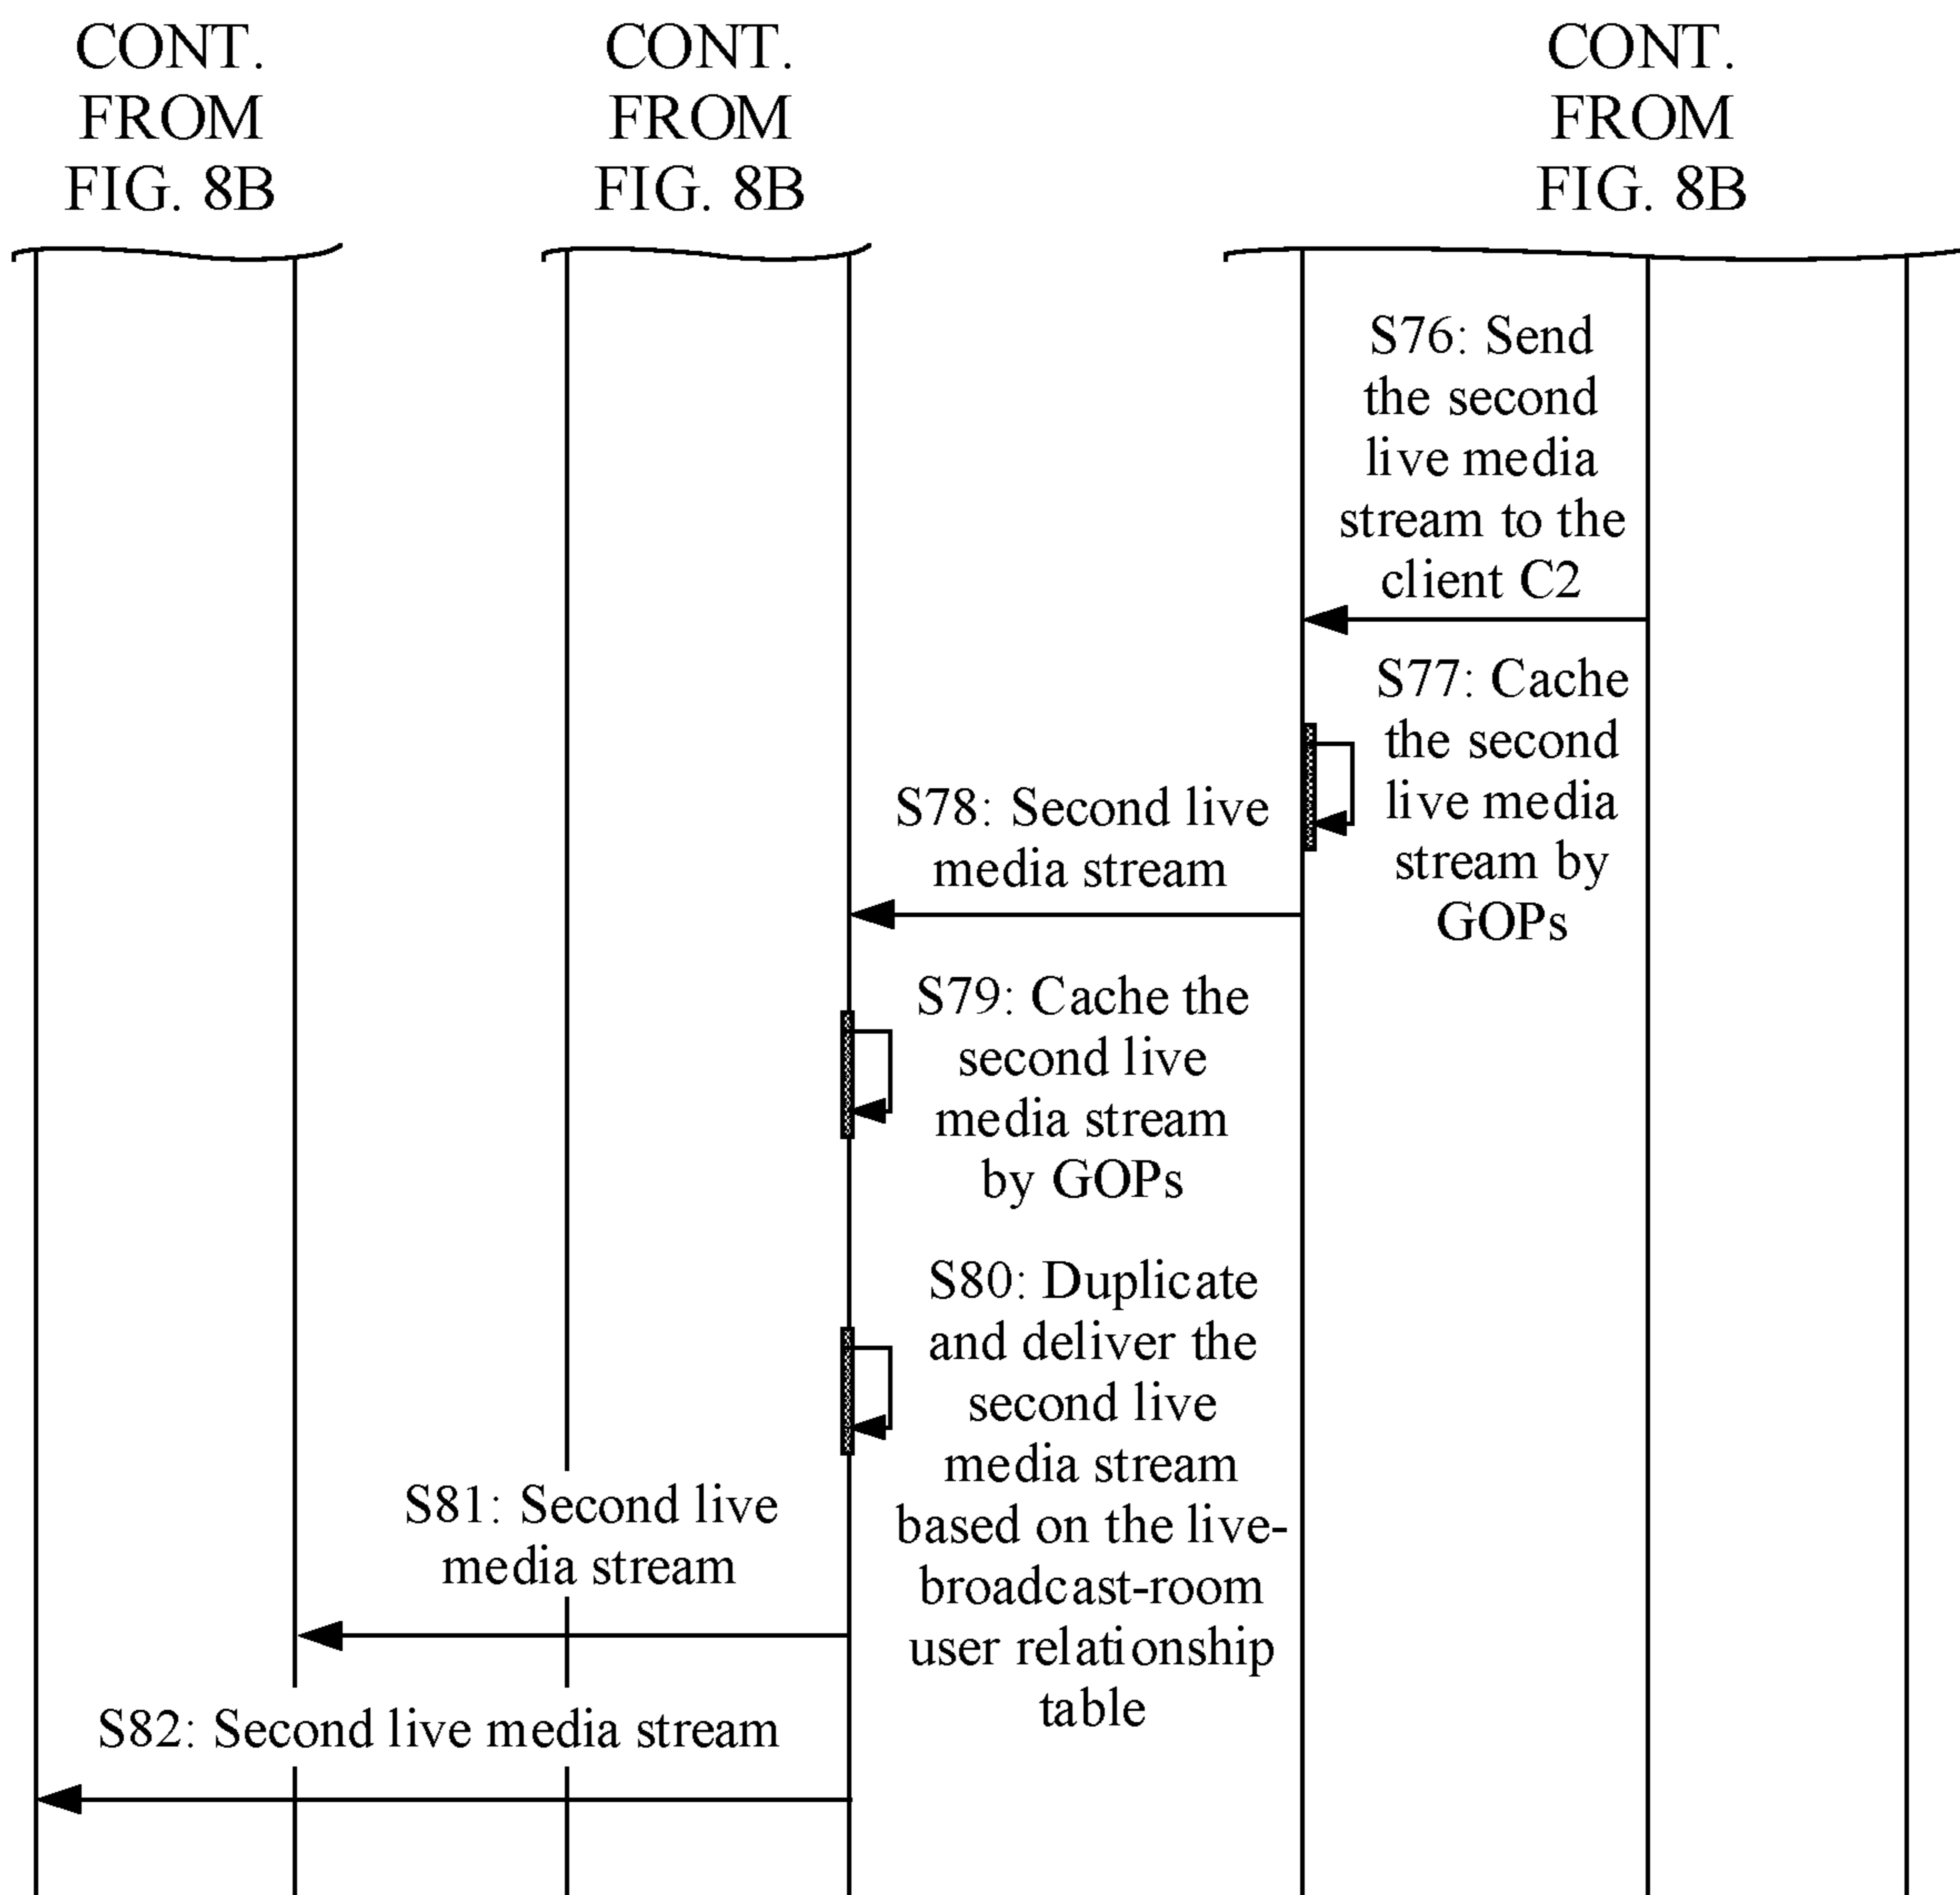 CONT.
FROM
FIG. 8B
CONT.
FROM
FIG. 8B
CONT.
FROM
FIG. 8B
S76: Send
the second
live media
stream to the
client C2
S77: Cache
the second
live media
stream by
GOPs
S78: Second live
media stream
S79: Cache the
second live
media stream
by GOPs
S80: Duplicate
and deliver the
second live
media stream
based on the live-
broadcast-room
user relationship
table
S81: Second live
media stream
S82: Second live media stream